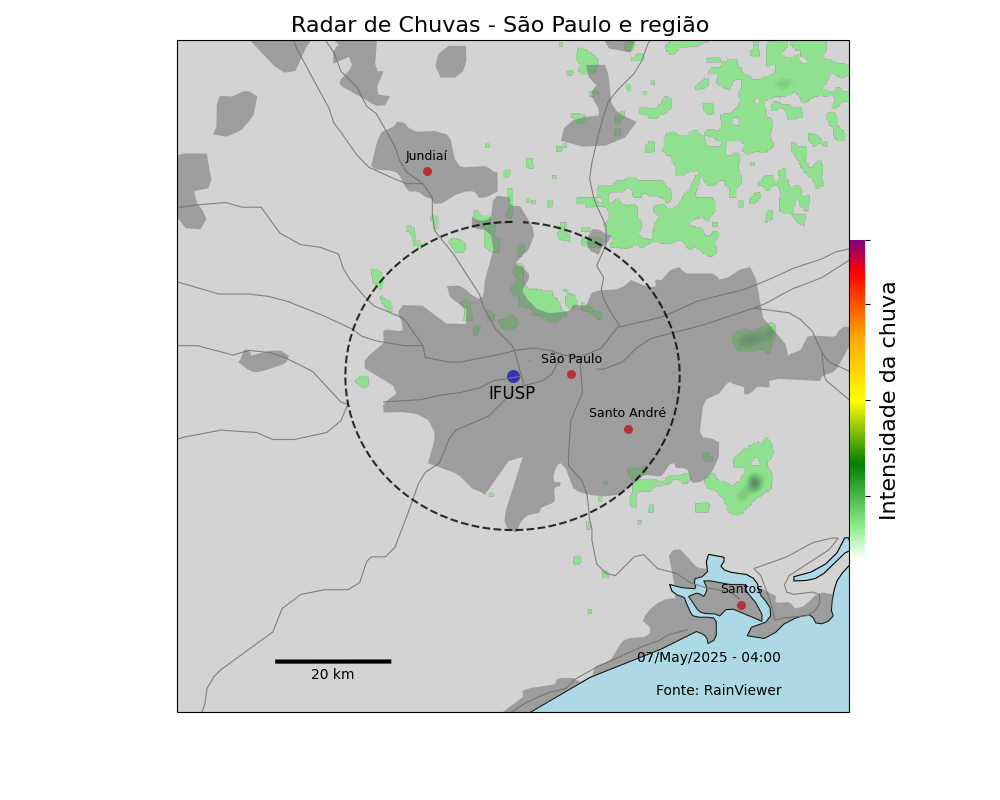 Radar de Chuvas - São Paulo e região
Jundiaí
São Paulo
IFUSP
Santo André
Intensidade da chuva
Santos
07/May/2025 - 04:00
20 km
Fonte: RainViewer